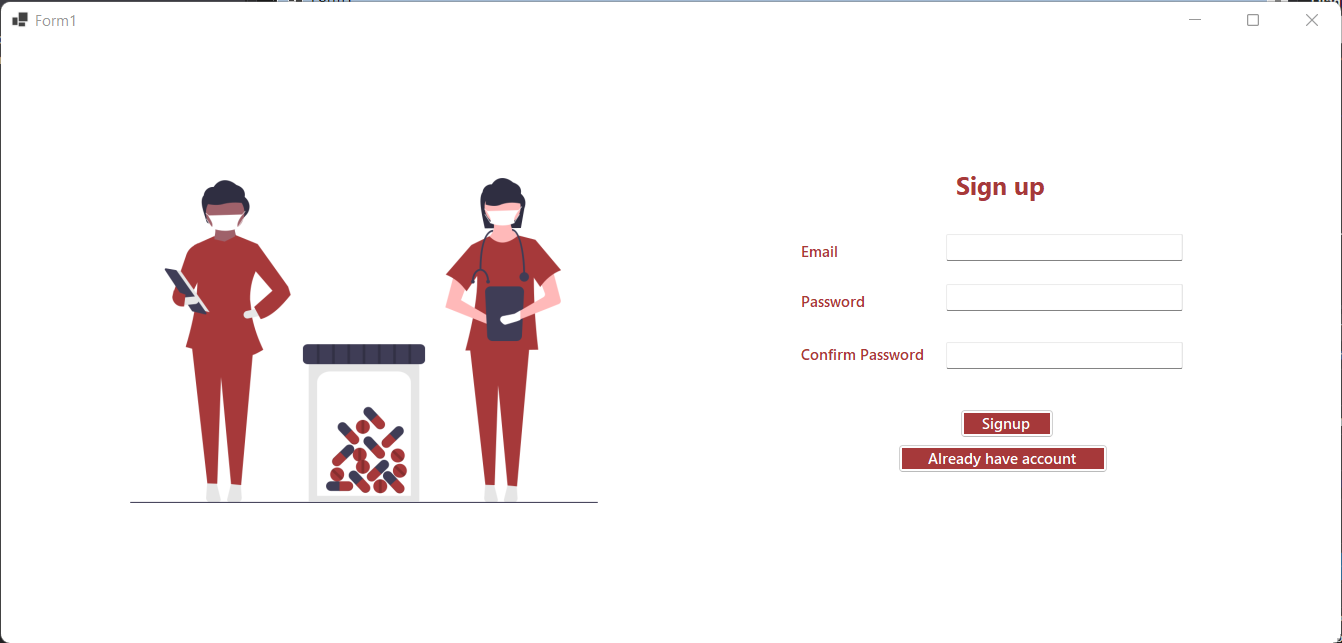 Form1
Sign up
Email
Password
Confirm Password
Signup
Already have account